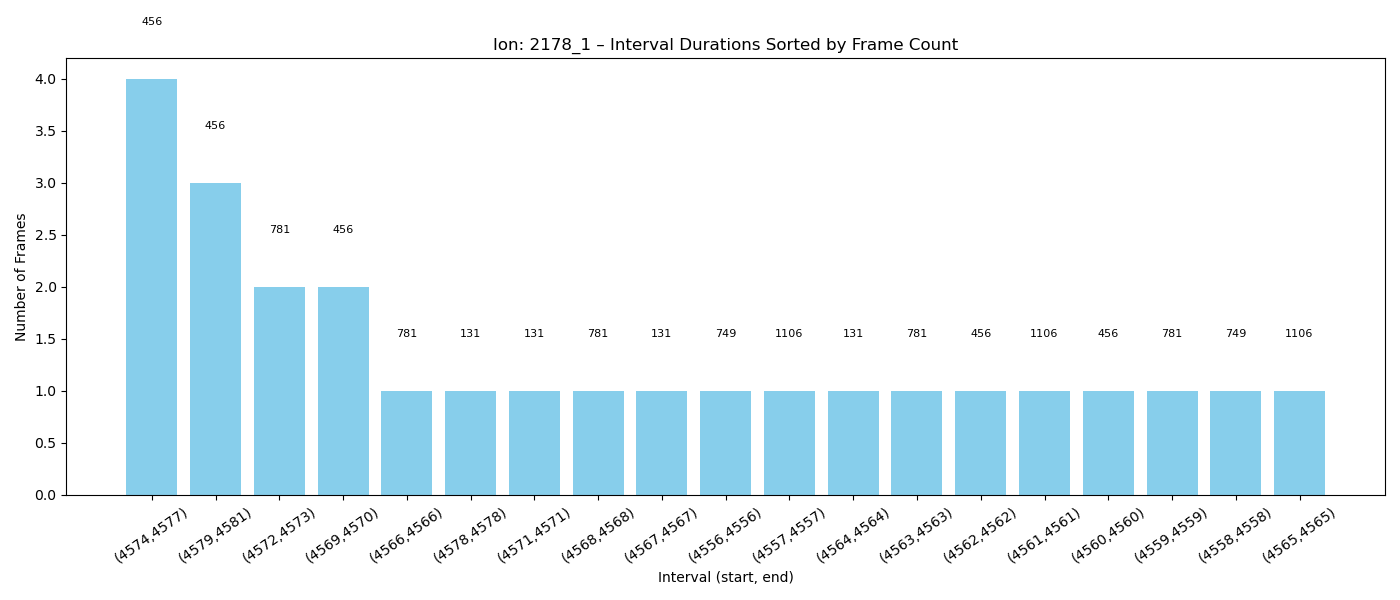 456
Ion: 2178_1 – Interval Durations Sorted by Frame Count
4.0
3.5
3.0
2.5
2.0
1.5
1.0
0.5
0.0
Number of Frames
456
781 456
781 131 131 781 131 749 1106 131 781 456 1106 456 781 749 1106
(4574,4577) (4579,4581) (4572,4573) (4569,4570) (4566,4566) (4578,4578) (4571,4571) (4568,4568) (4567,4567) (4556,4556) (4557,4557) (4564,4564) (4563,4563) (4562,4562) (4561,4561) (4560,4560) (4559,4559) (4558,4558) (4565,4565)
Interval (start, end)